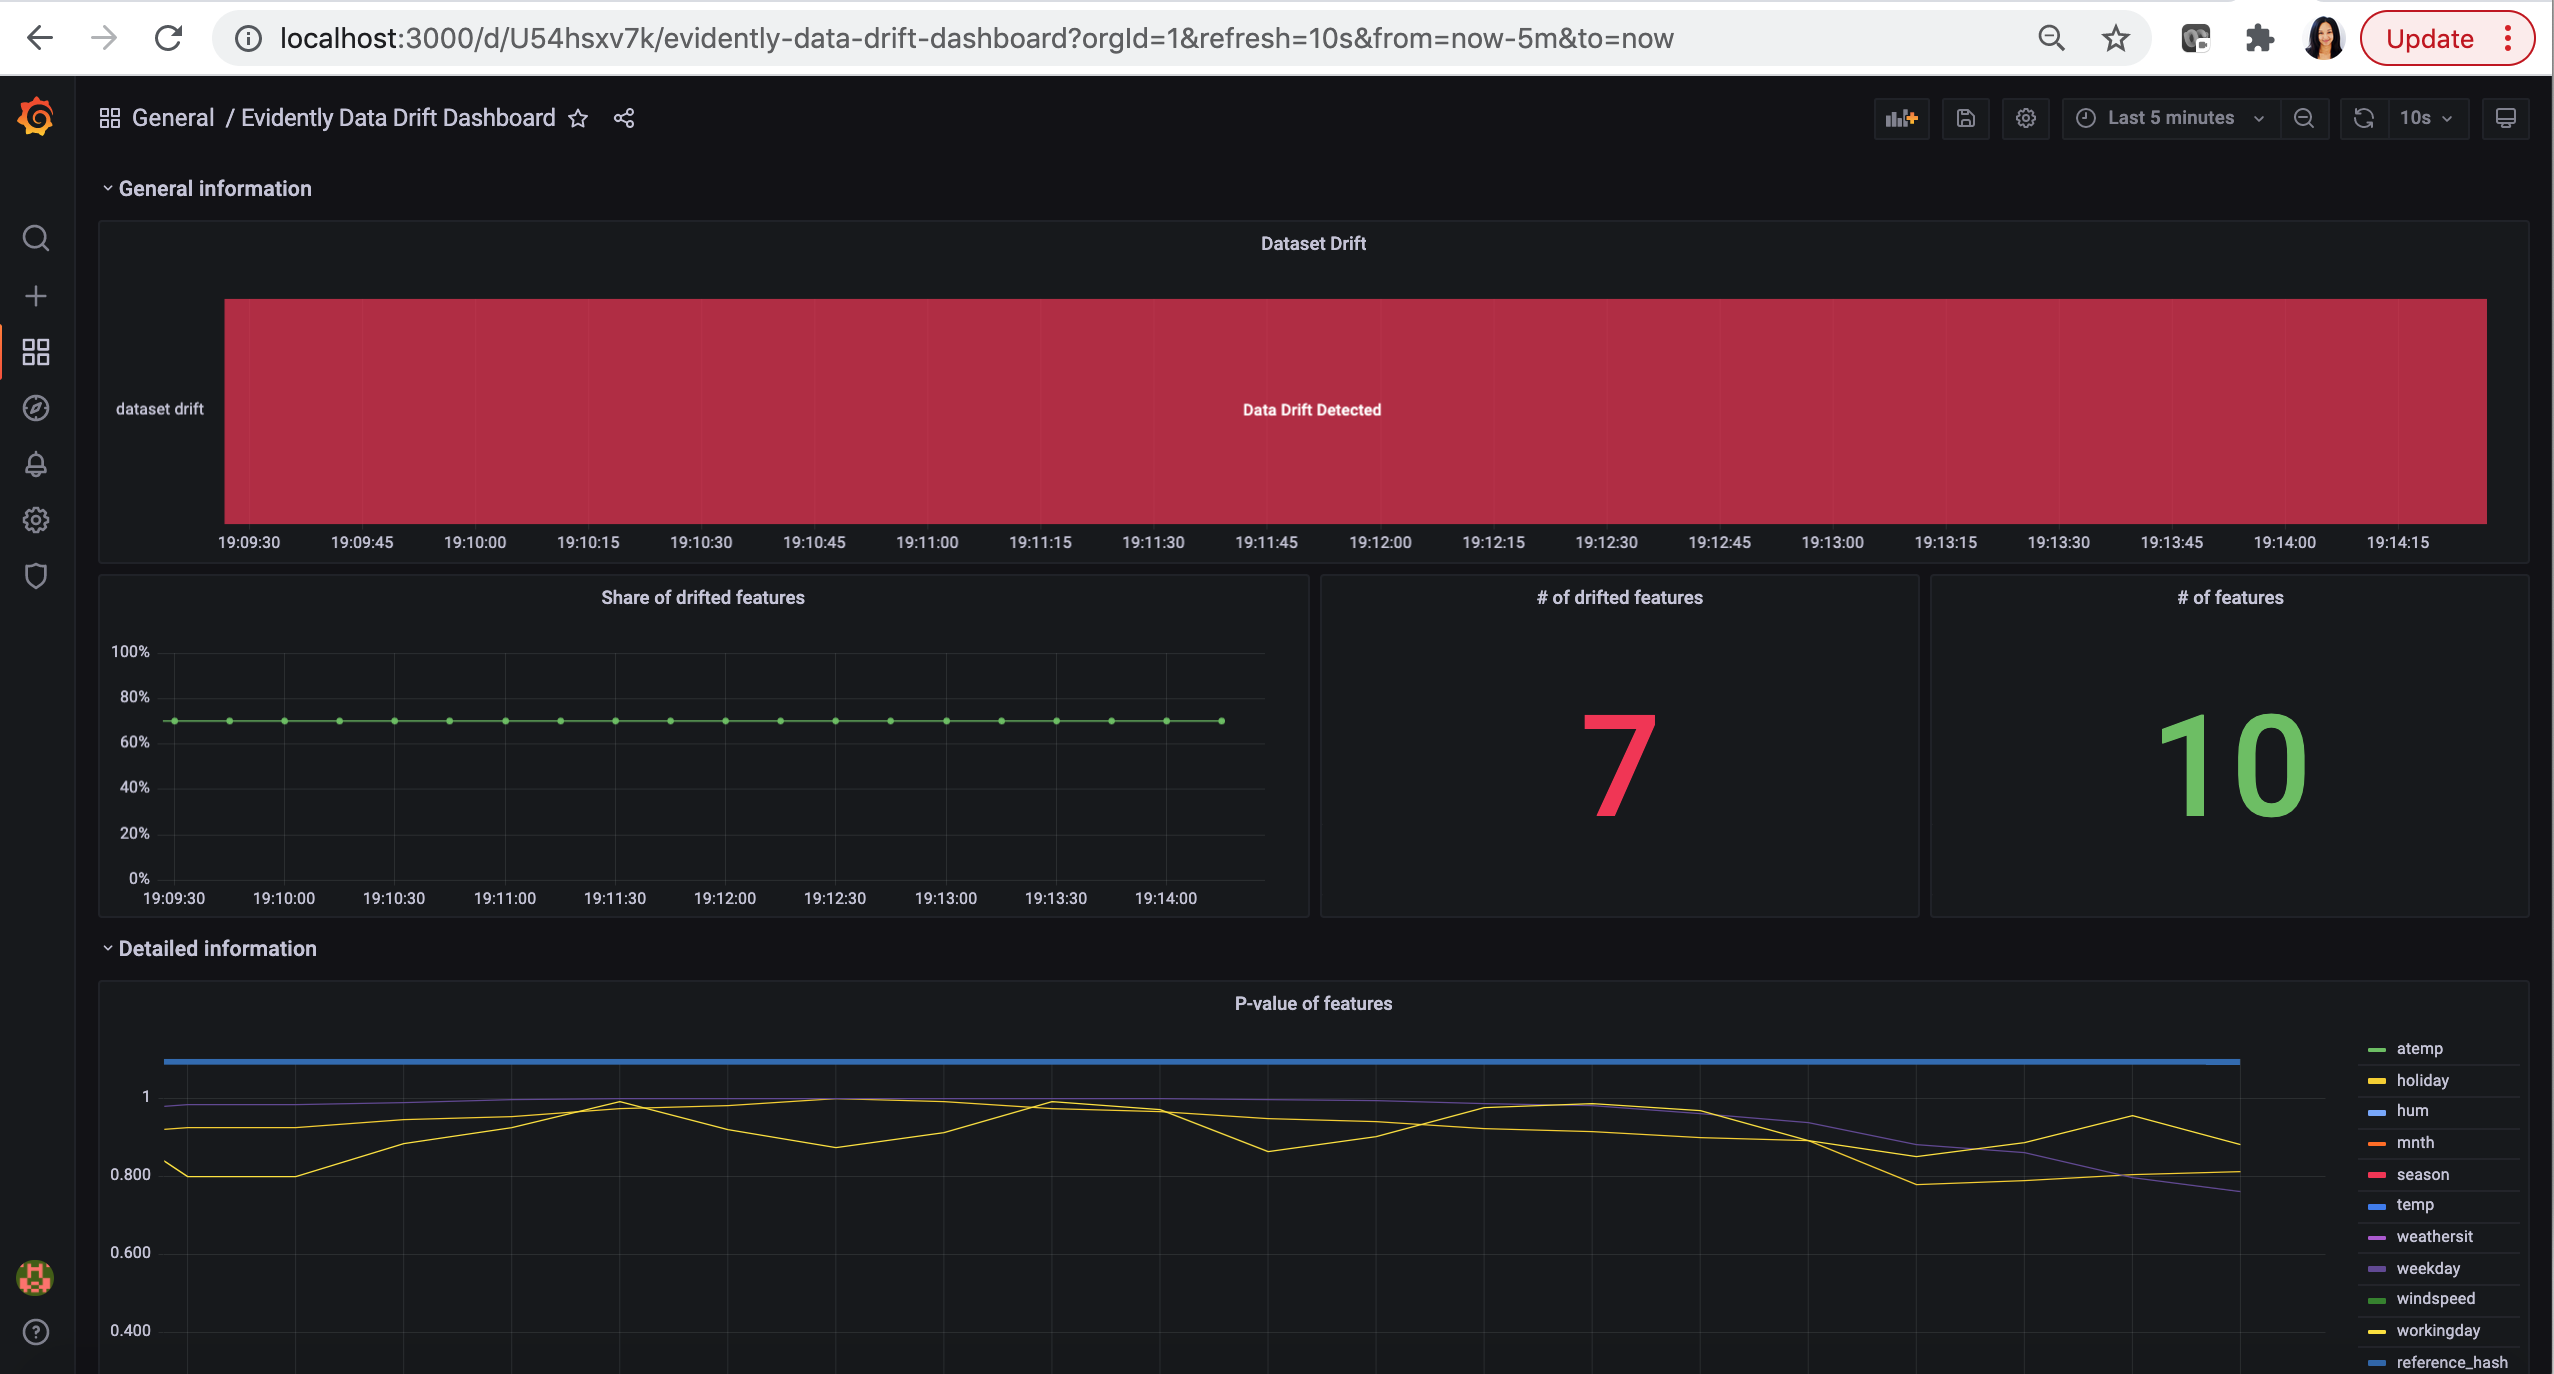 localhost:3000/d/U54hsxv7k/evidently-data-drift-dashboard?orgId=1&refresh=10s&from=now-5m&to=now
Update
General / Evidently Data Drift Dashboard
Last 5 minutes
10s
General information
Dataset Drift
dataset drift
Data Drift Detected
19:09:30 19:09:45 19:10:00 19:10:15 19:10:30 19:10:45 19:11:00 19:11:15 19:11:30 19:11:45 19:12:00 19:12:15 19:12:30 19:12:45 19:13:00 19:13:15 19:13:30 19:13:45 19:14:00 19:14:15
Share of drifted features
100%
80%
60%
40%
20%
0%
19:09:30 19:10:00 19:10:30 19:11:00 19:11:30 19:12:00 19:12:30 19:13:00 19:13:30 19:14:00
# of drifted features
7
# of features
10
Detailed information
P-value of features
1
0.800
0.600
0.400
atemp
holiday
hum
mnth
season
temp
weathersit
weekday
windspeed
workingday
reference_hash